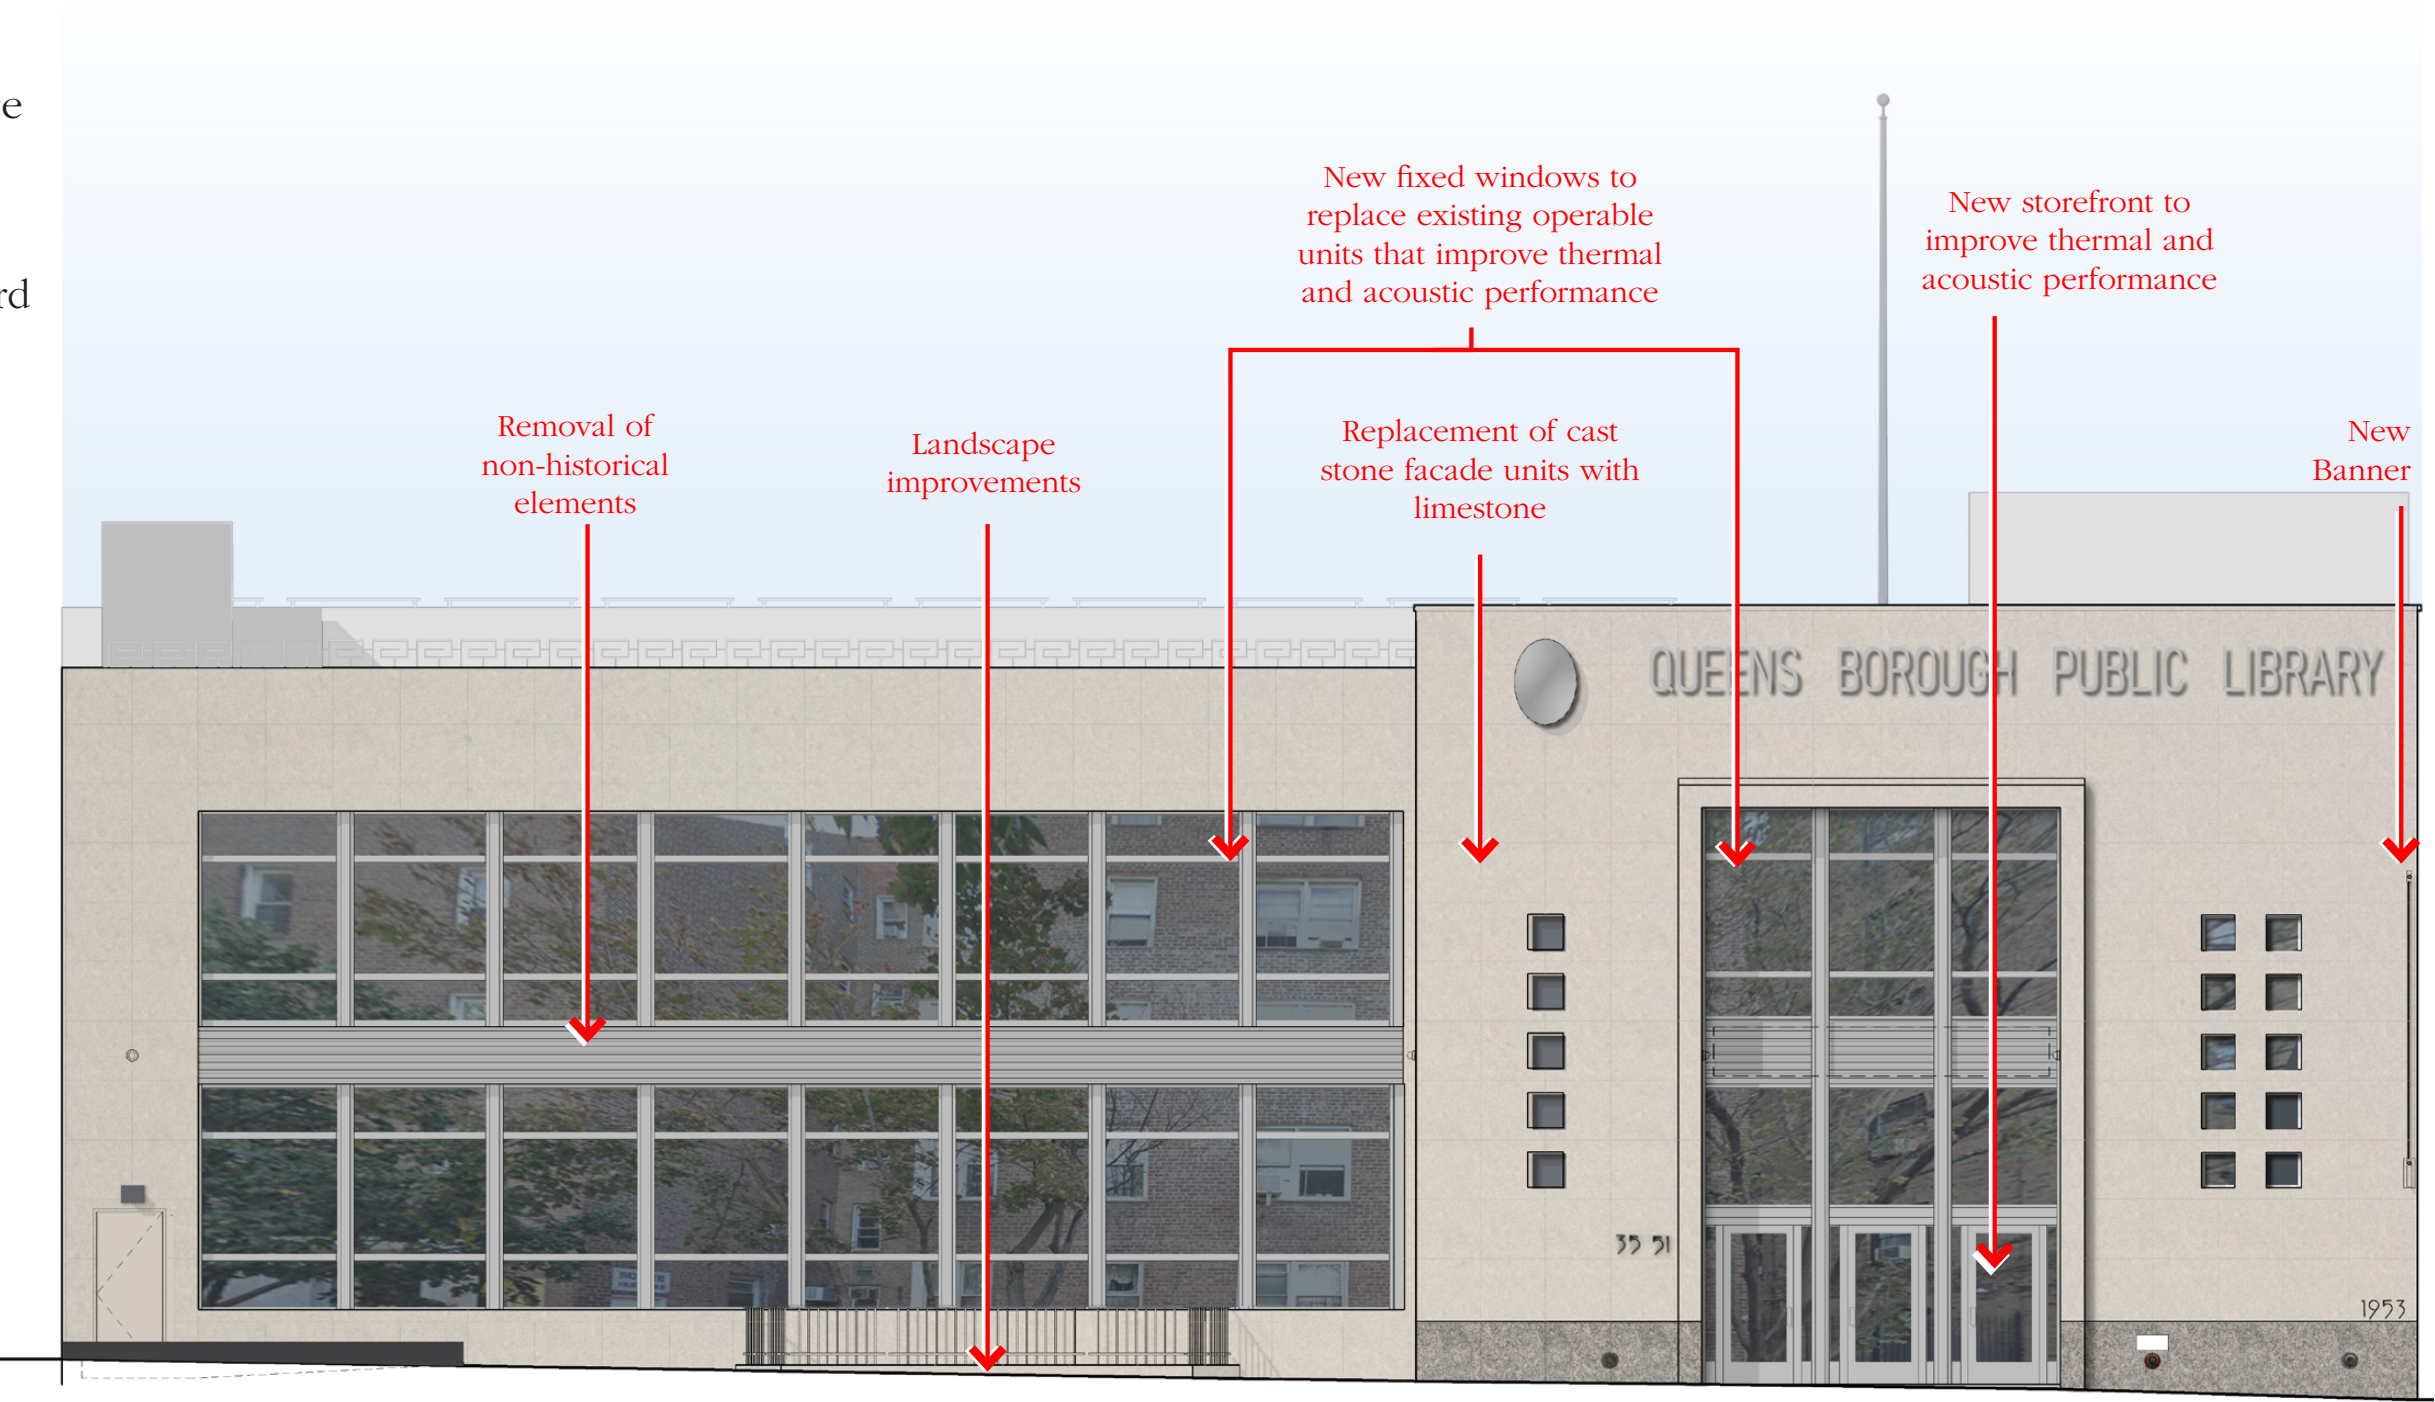 e
rd
New fixed windows to
replace existing operable
units that improve thermal
and acoustic performance
New storefront to
improve thermal and
acoustic performance
Removal of
non-historical
elements
Landscape
improvements
Replacement of cast
stone facade units with
limestone
New
Banner
QUEENS BOROUGH PUBLIC LIBRARY
35 51
1953